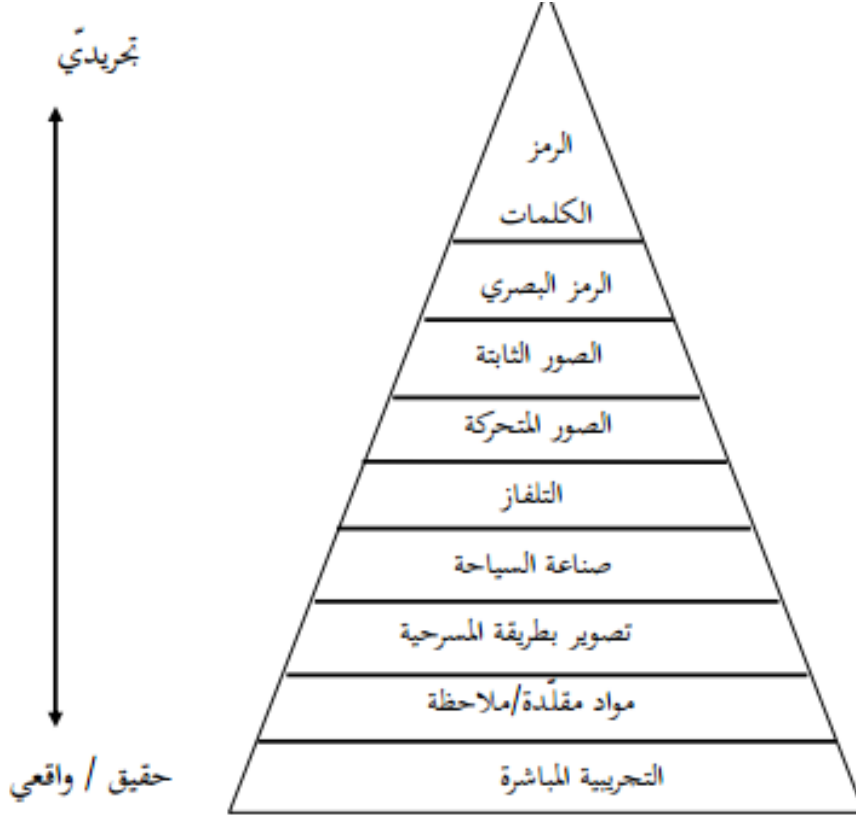 تجريديّ
الرمز
الكلمات
الرمز البصري
الصور الثابتة
الصور المتحركة
التلفاز
صناعة السياحة
تصوير بطريقة المسرحية
مواد مقلّدة/ملاحظة
حقيق / واقعي
التجريبية المباشرة